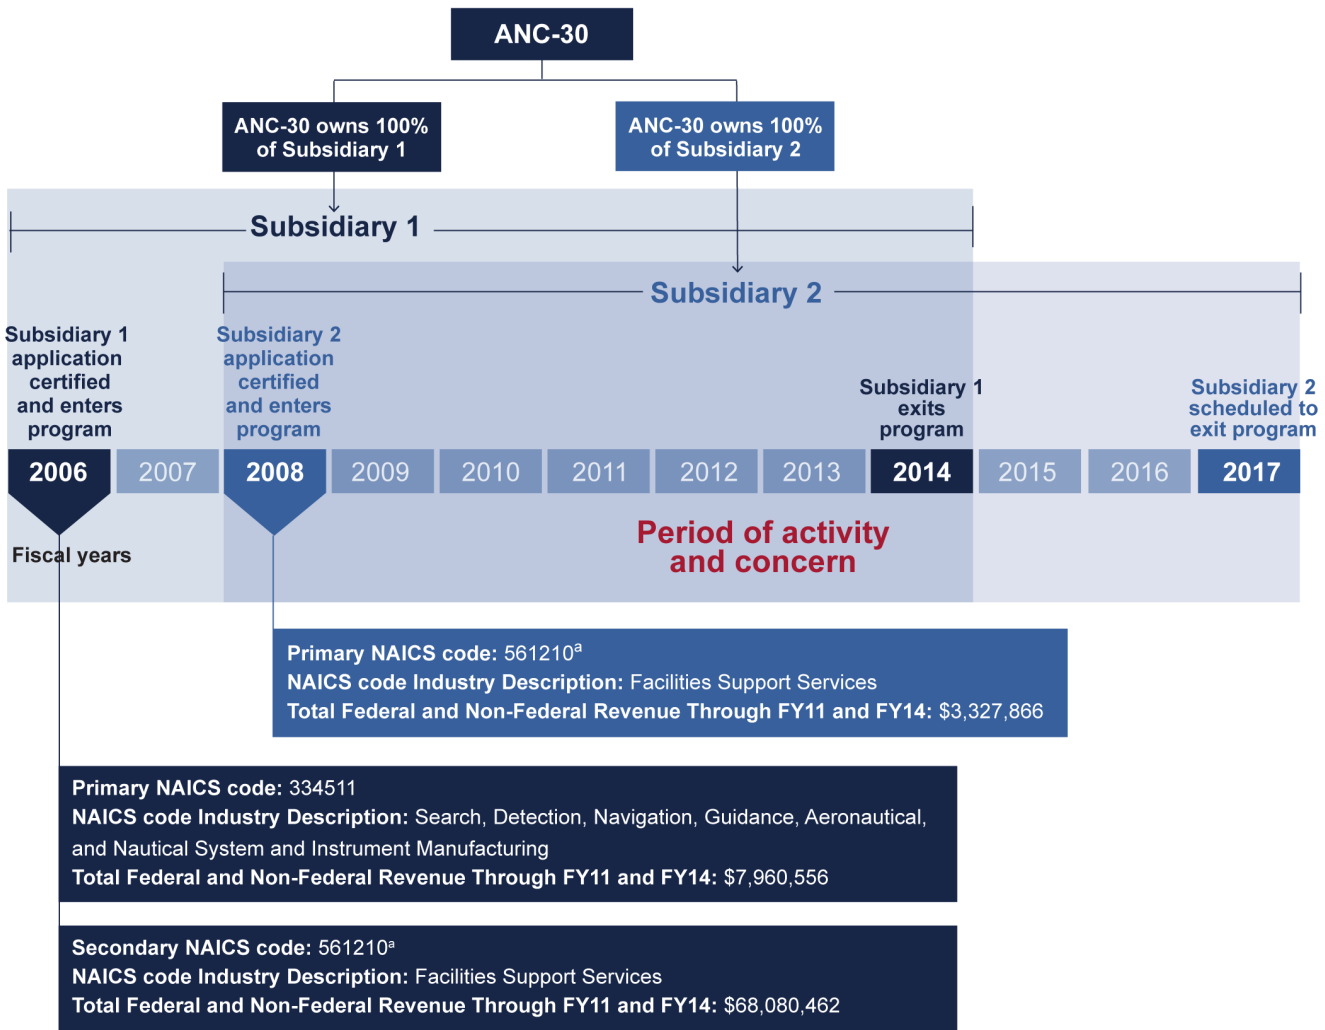 ANC-30
ANC-30 owns 100%
of Subsidiary 1
ANC-30 owns 100%
of Subsidiary 2
Subsidiary 1
Subsidiary 2
Subsidiary 1
application
certified
and enters
program
Subsidiary 2
application
certified
and enters
program
Subsidiary 1
exits
program
Subsidiary 2
scheduled to
exit program
2006 2007 2008 2009 2010 2011 2012 2013 2014 2015 2016 2017
Fiscal years
Period of activity
and concern
Primary NAICS code: 561210ª
NAICS code Industry Description: Facilities Support Services
Total Federal and Non-Federal Revenue Through FY11 and FY14: $3,327,866
Primary NAICS code: 334511
NAICS code Industry Description: Search, Detection, Navigation, Guidance, Aeronautical,
and Nautical System and Instrument Manufacturing
Total Federal and Non-Federal Revenue Through FY11 and FY14: $7,960,556
Secondary NAICS code: 561210ª
NAICS code Industry Description: Facilities Support Services
Total Federal and Non-Federal Revenue Through FY11 and FY14: $68,080,462